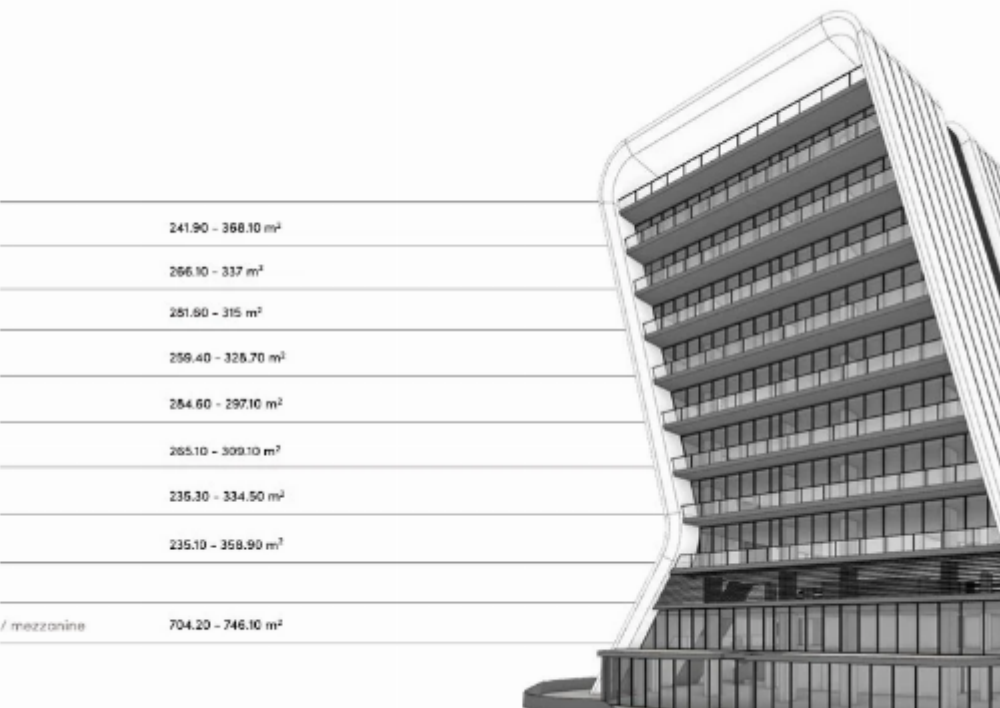 241.90 - 368.10 m²
266.10 - 337 m²
281.60 - 315 m²
259.40 - 328.70 m²
284.60 - 297.10 m²
265.10 - 309.10 m²
235.30 - 334.50 m²
235.10 - 358.90 m²
/ mezzanine 704.20 - 746.10 m²